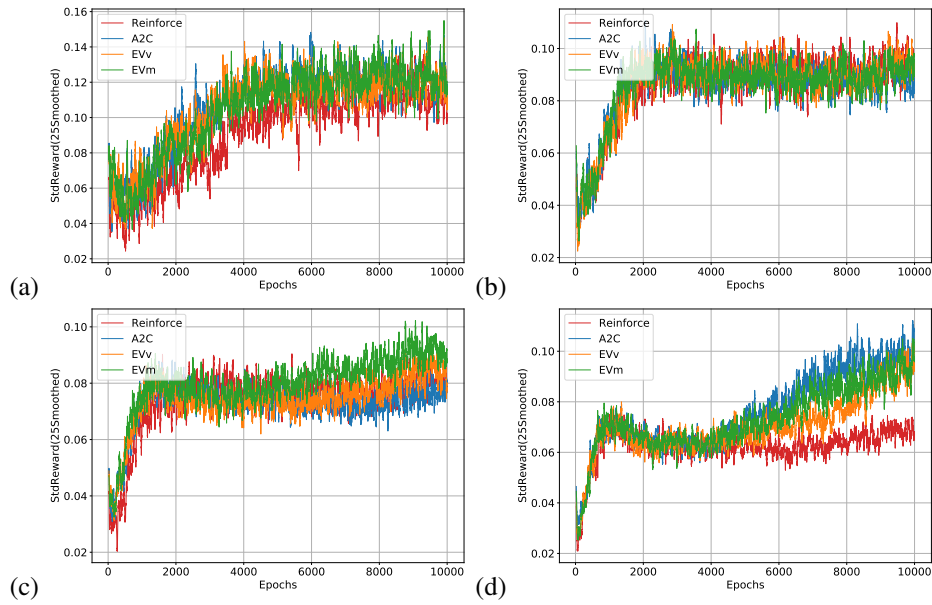 Reinforce
A2C
EVv
EVm
0.16
0.14
0.12
0.10
0.08
0.06
0.04
0.02
StdReward(255smoothed)
0 2000 4000 6000 8000 10000
Epochs
(a)
Reinforce
A2C
EVv
EVm
0.10
0.08
0.06
0.04
0.02
StdReward(255smoothed)
0 2000 4000 6000 8000 10000
Epochs
(b)
Reinforce
A2C
EVv
EVm
0.10
0.08
0.06
0.04
0.02
StdReward(255smoothed)
0 2000 4000 6000 8000 10000
Epochs
(c)
Reinforce
A2C
EVv
EVm
0.10
0.08
0.06
0.04
0.02
StdReward(255smoothed)
0 2000 4000 6000 8000 10000
Epochs
(d)